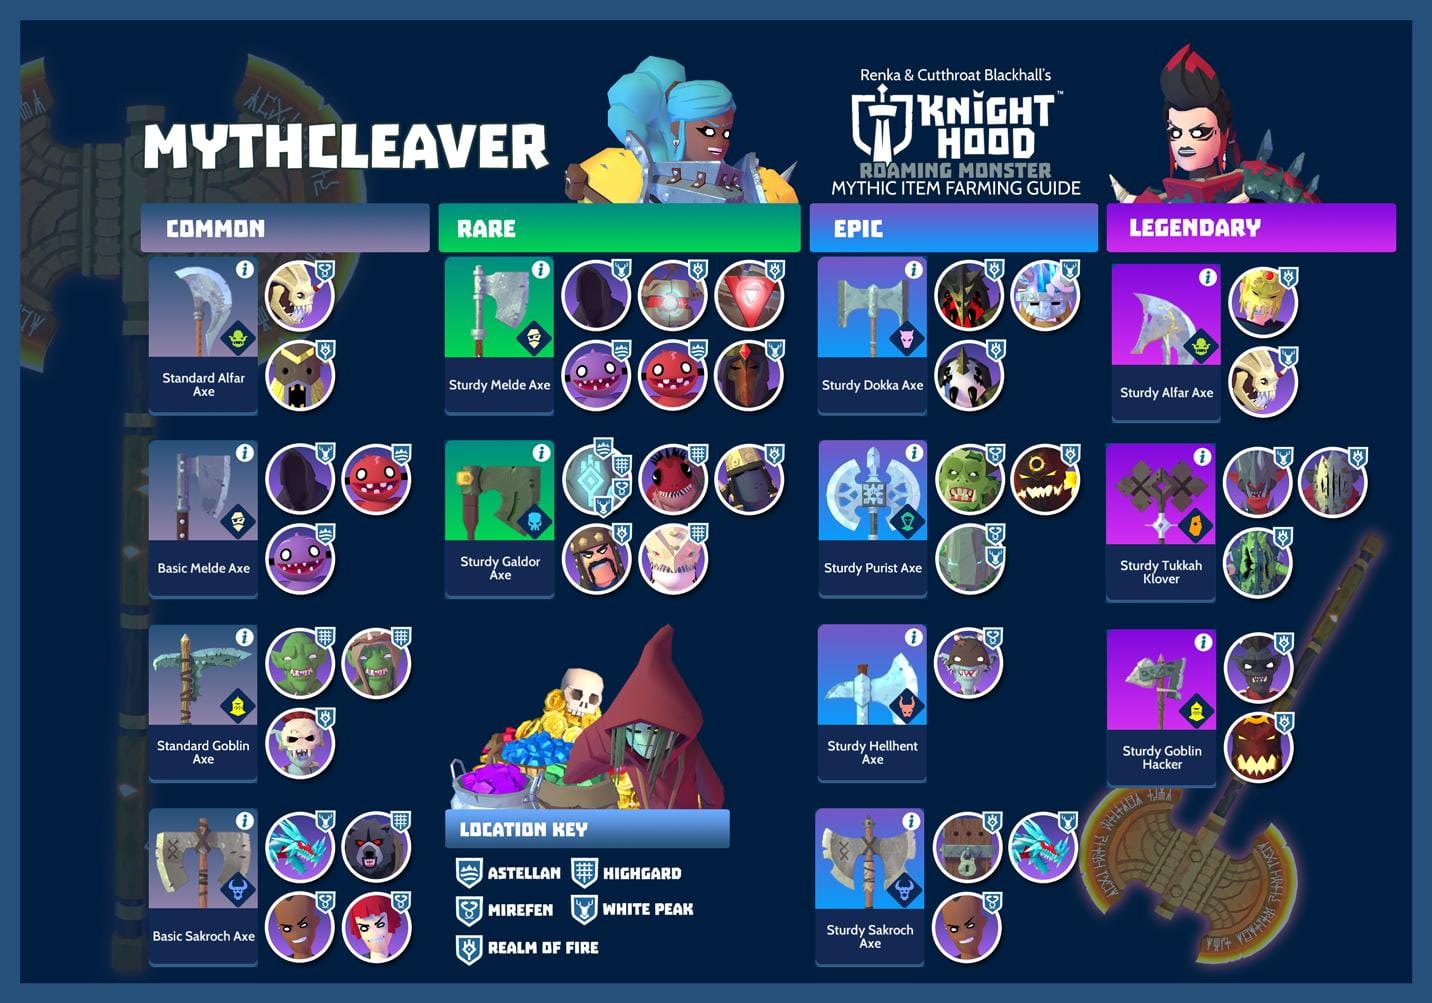 MYTHCLEAVER
Renka & Cutthroat Blackhall's
KNIGHT
HOOD™
ROAMING MONSTER
MYTHIC ITEM FARMING GUIDE
COMMON
RARE
EPIC
LEGENDARY
Standard Alfar
Axe
Sturdy Melde Axe
Sturdy Dokka Axe
Sturdy Alfar Axe
Basic Melde Axe
Sturdy Galdor
Axe
Sturdy Purist Axe
Sturdy Tukkah
Klover
Standard Goblin
Axe
Sturdy Hellhent
Axe
Sturdy Goblin
Hacker
Basic Sakroch Axe
Sturdy Sakroch
Axe
LOCATION KEY
ASTELLAN
HIGHGARD
MIREFEN
WHITE PEAK
REALM OF FIRE